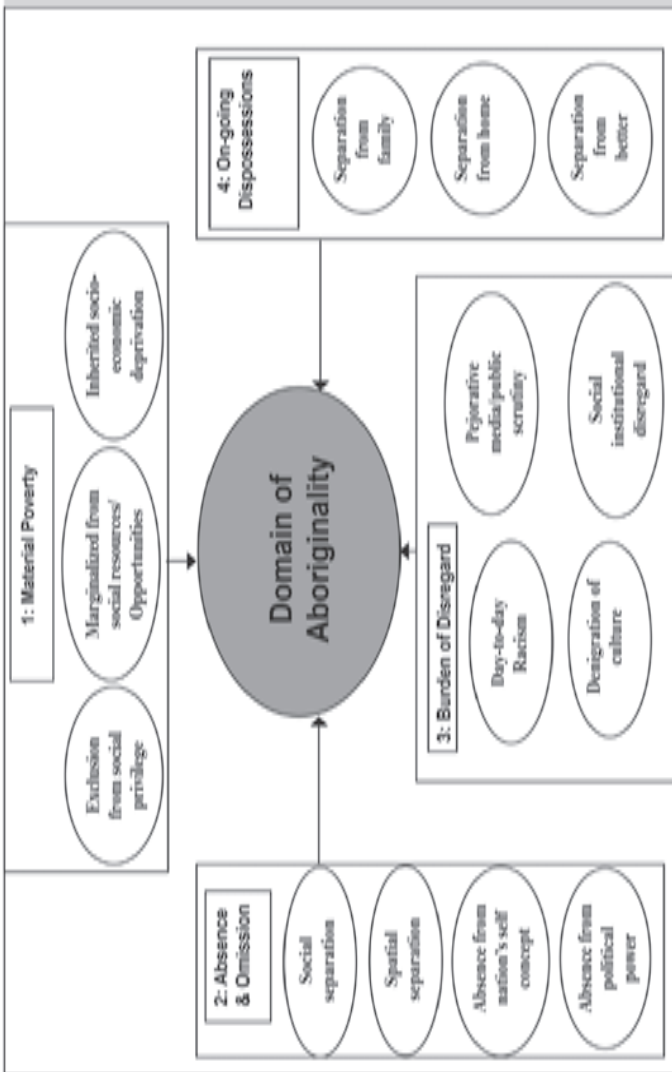 1: Material Poverty
Exclusion
from social
privilege
Marginalized from
social resources/
Opportunities
Inherited socio-
economic
deprivation
2: Absence
& Omission
Social
separation
Spatial
separation
Absence from
nation's self
concept
Absence from
political
power
Domain of
Aboriginality
3: Burden of Disregard
Day-to-day
Racism
Pejorative
media/public
scrutiny
Denigration of
culture
Social
institutional
disregard
4: On-going
Dispossessions
Separation
from
family
Separation
from home
Separation
from
better